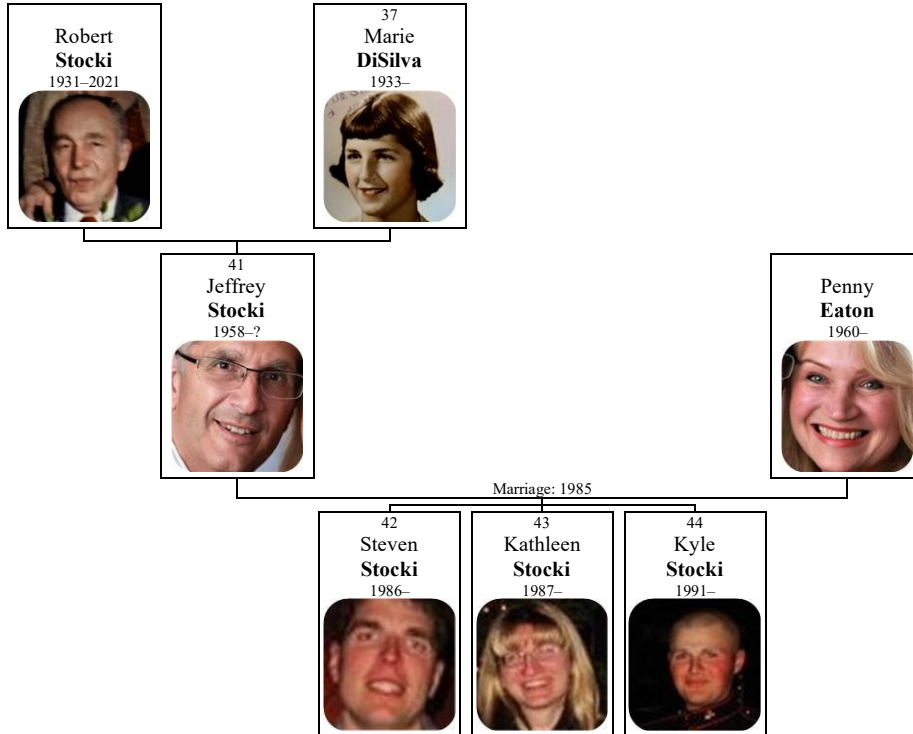 Robert
Stocki
1931–2021
37
Marie
DiSilva
1933–
41
Jeffrey
Stocki
1958–?
Penny
Eaton
1960–
Marriage: 1985
42
Steven
Stocki
1986–
43
Kathleen
Stocki
1987–
44
Kyle
Stocki
1991–